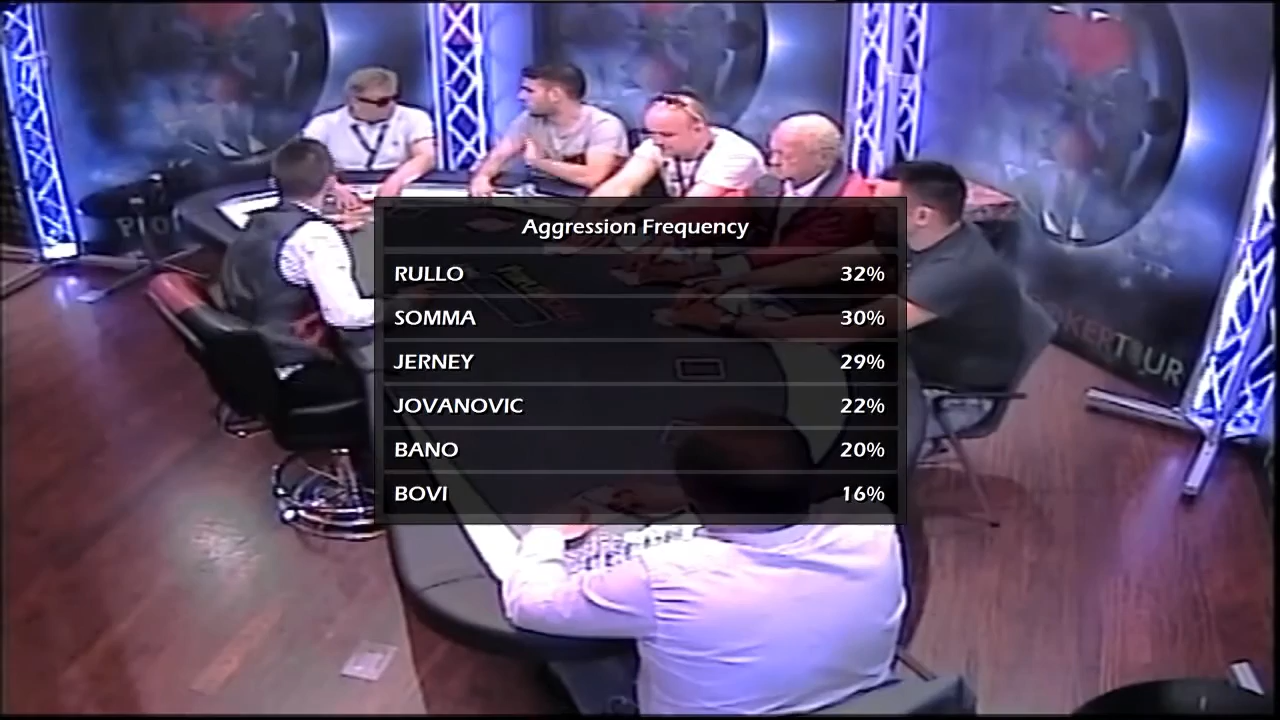 Aggression Frequency
RULLO 32%
SOMMA 30%
JERNEY 29%
JOVANOVIC 22%
BANO 20%
BOVI 16%